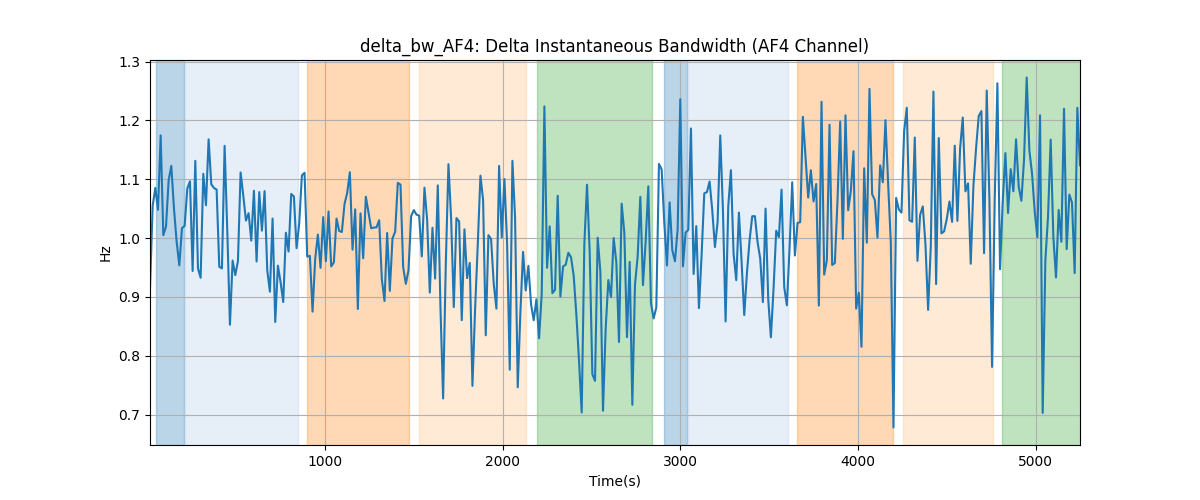 delta_bw_AF4: Delta Instantaneous Bandwidth (AF4 Channel)
Hz
1.3
1.2
1.1
1.0
0.9
0.8
0.7
1000 2000 3000 4000 5000
Time(s)